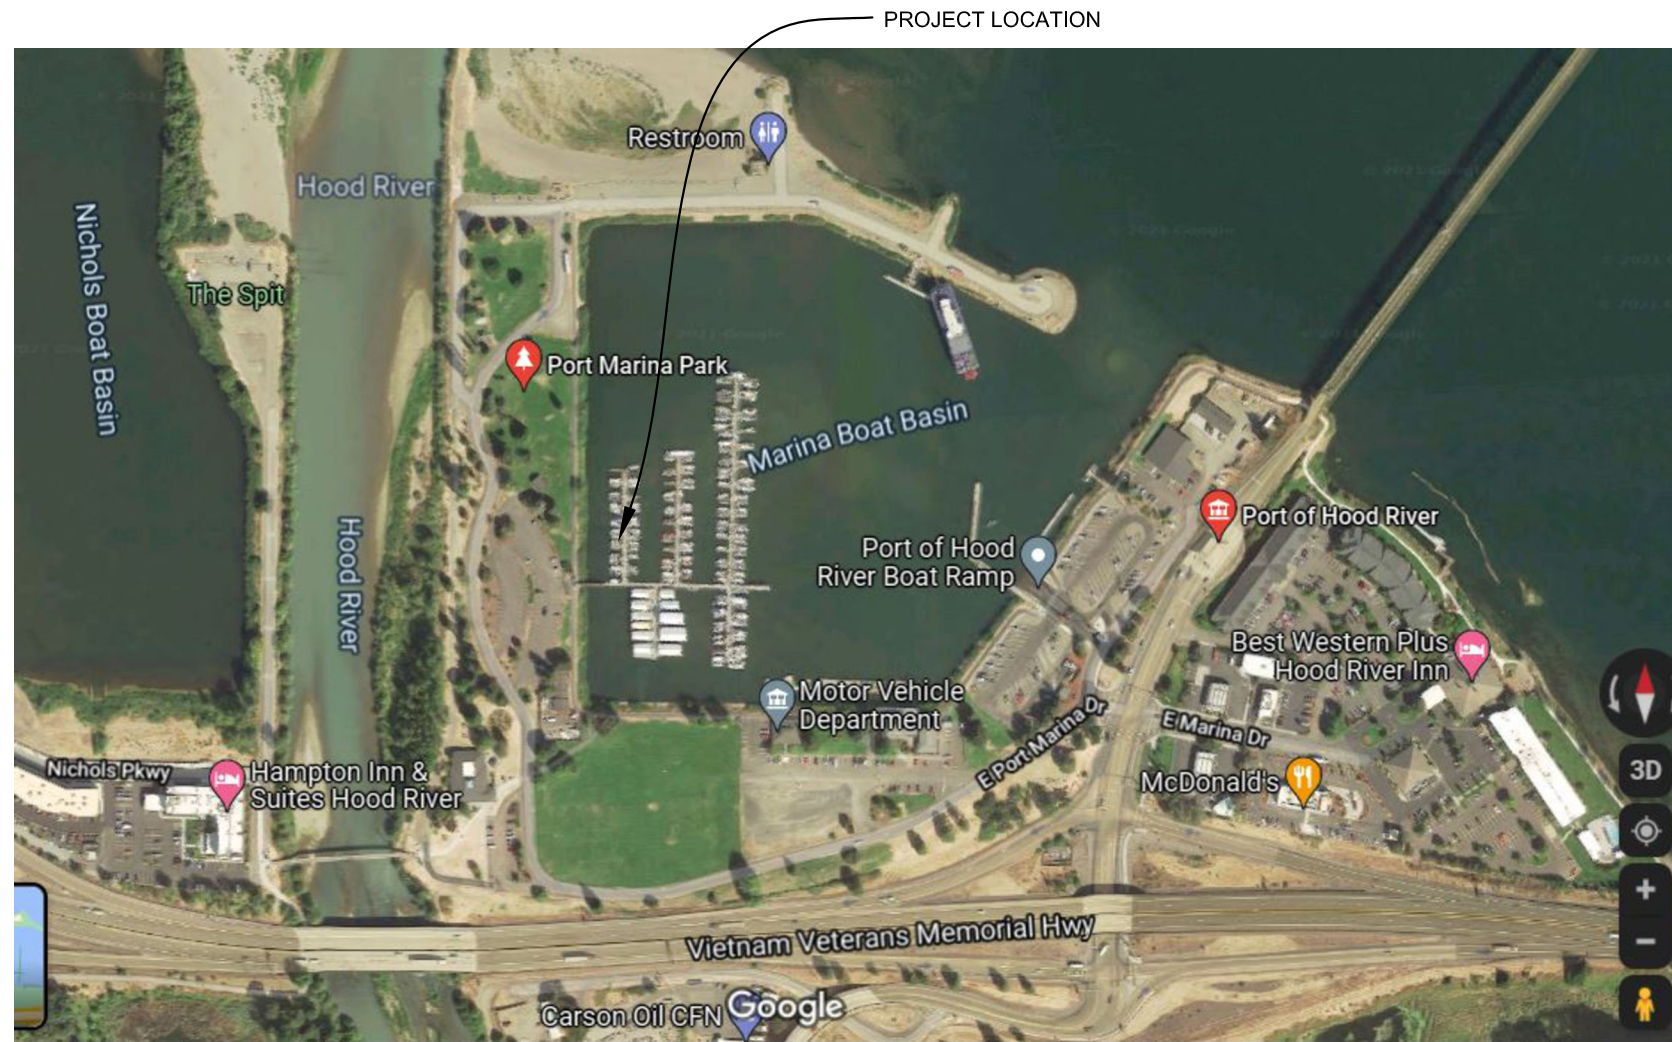 PROJECT LOCATION
Restroom
Hood River
Nichols Boat Basin
The Spit
Port Marina Park
Marina Boat Basin
Port of Hood River
Port of Hood
River Boat Ramp
Hood River
Best Western Plus
Hood River Inn
Motor Vehicle
Department
E Port Marina Dr
E Marina Dr
3D
Nichols Pkwy
Hampton Inn &
Suites Hood River
McDonald's
Vietnam Veterans Memorial Hwy
Carson Oil CFN
Google